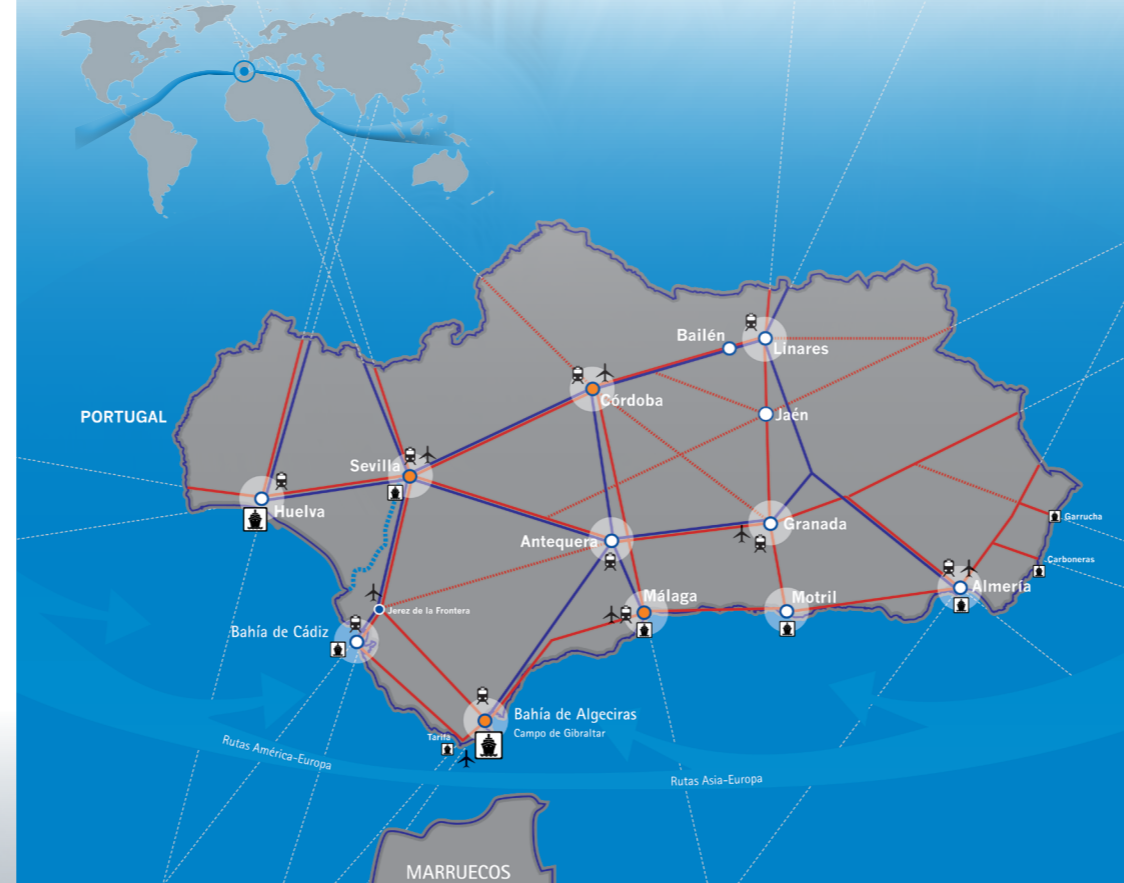 Bailén
Linares
Córdoba
PORTUGAL
Jaén
Sevilla
Huelva
Garrucha
Granada
Antequera
Carboneras
Almería
Málaga
Motril
Jerez de la Frontera
Bahía de Cádiz
Bahía de Algeciras
Campo de Gibraltar
Tarifa
Rutas América-Europa
Rutas Asia-Europa
MARRUECOS